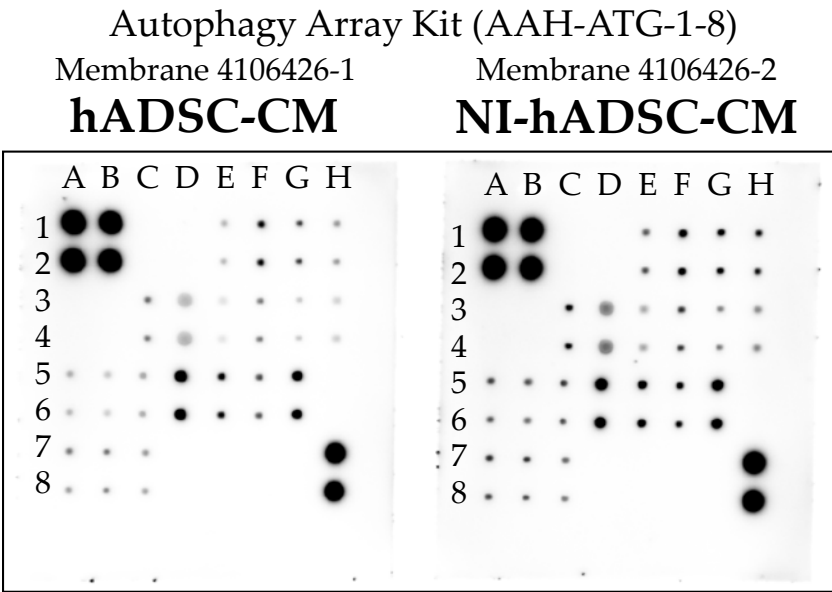 Autophagy Array Kit (AAH-ATG-1-8)
Membrane 4106426-1
hADSC-CM
Membrane 4106426-2
NI-hADSC-CM
A B C D E F G H
1
2
3
4
5
6
7
8
A B C D E F G H
1
2
3
4
5
6
7
8